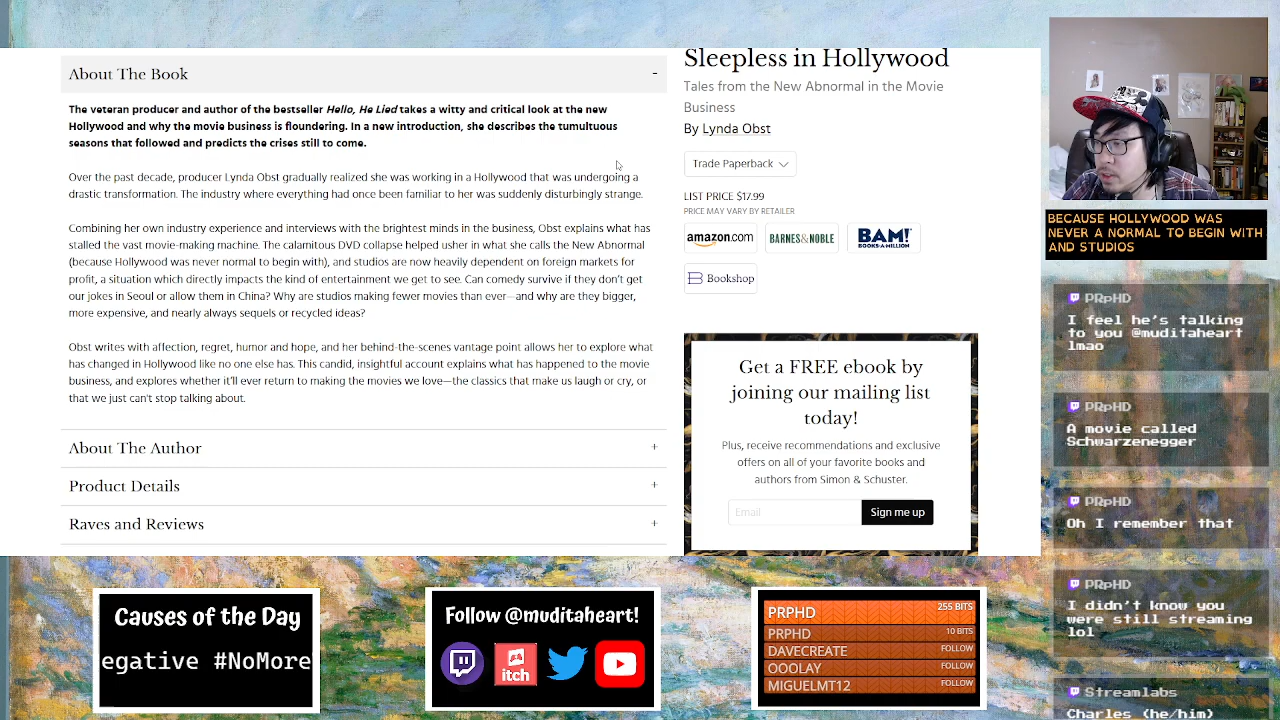 About The Book
-
The veteran producer and author of the bestseller Hello, He Lied takes a witty and critical look at the new
Hollywood and why the movie business is floundering. In a new introduction, she describes the tumultuous
seasons that followed and predicts the crises still to come.
Over the past decade, producer Lynda Obst gradually realized she was working in a Hollywood that was undergoing a
drastic transformation. The industry where everything had once been familiar to her was suddenly disturbingly strange.
Combining her own industry experience and interviews with the brightest minds in the business, Obst explains what has
stalled the vast moviemaking machine. The calamitous DVD collapse helped usher in what she calls the New Abnormal
(because Hollywood was never normal to begin with), and studios are now heavily dependent on foreign markets for
profit, a situation which directly impacts the kind of entertainment we get to see. Can comedy survive if they don't get
our jokes in Seoul or allow them in China? Why are studios making fewer movies than ever—and why are they bigger,
more expensive, and nearly always sequels or recycled ideas?
Obst writes with affection, regret, humor and hope, and her behind-the-scenes vantage point allows her to explore what
has changed in Hollywood like no one else has. This candid, insightful account explains what has happened to the movie
business, and explores whether it'll ever return to making the movies we love—the classics that make us laugh or cry, or
that we just can't stop talking about.
About The Author
+
Product Details
+
Raves and Reviews
+
Sleepless in Hollywood
Tales from the New Abnormal in the Movie
Business
By Lynda Obst
Trade Paperback
LIST PRICE $17.99
PRICE MAY VARY BY RETAILER
amazon.com
BARNES&NOBLE
BAM!
BOOKS•A•MILLION
Bookshop
Get a FREE ebook by
joining our mailing list
today!
Plus, receive recommendations and exclusive
offers on all of your favorite books and
authors from Simon & Schuster.
Email
Sign me up
BECAUSE HOLLYWOOD WAS
NEVER A NORMAL TO BEGIN WITH
AND STUDIOS
PRpHD
I feel he's talking
to you @muditaheart
lmao
PRpHD
A movie called
Schwarzenegger
PRpHD
Oh I remember that
PRpHD
I didn't know you
were still streaming
lol
Streamlabs
Charles (he/him)
Causes of the Day
egative #NoMore
Follow @muditaheart!
itch
PRPHD 255 BITS
PRPHD 10 BITS
DAVECREATE FOLLOW
OOOLAY FOLLOW
MIGUELMT12 FOLLOW